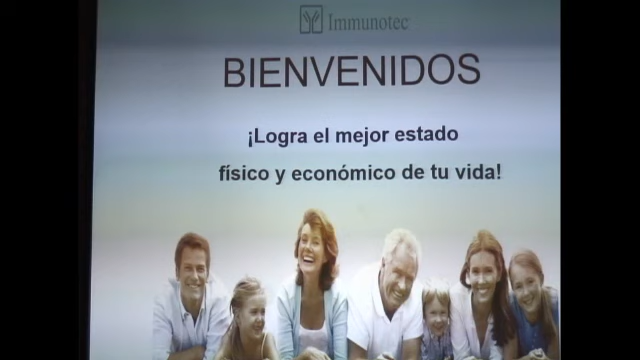 Immunotec
BIENVENIDOS
¡Logra el mejor estado
físico y económico de tu vida!